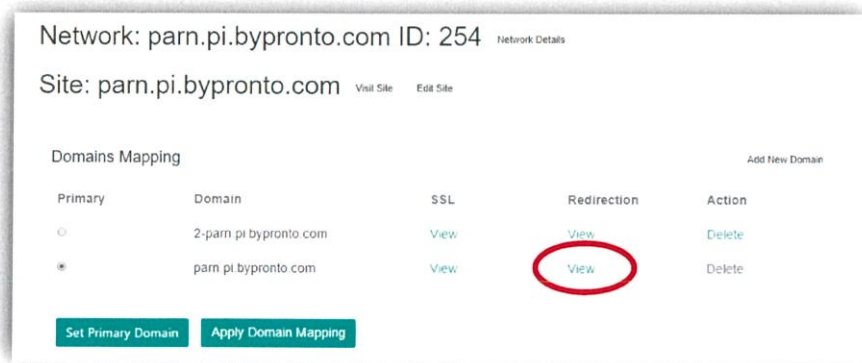 Network: parn.pi.bypronto.com ID: 254 Network Details
Site: parn.pi.bypronto.com Visit Site Edit Site
Domains Mapping Add New Domain
Primary Domain SSL Redirection Action
2-parn.pi.bypronto.com View View Delete
parn.pi.bypronto.com View View Delete
Set Primary Domain Apply Domain Mapping